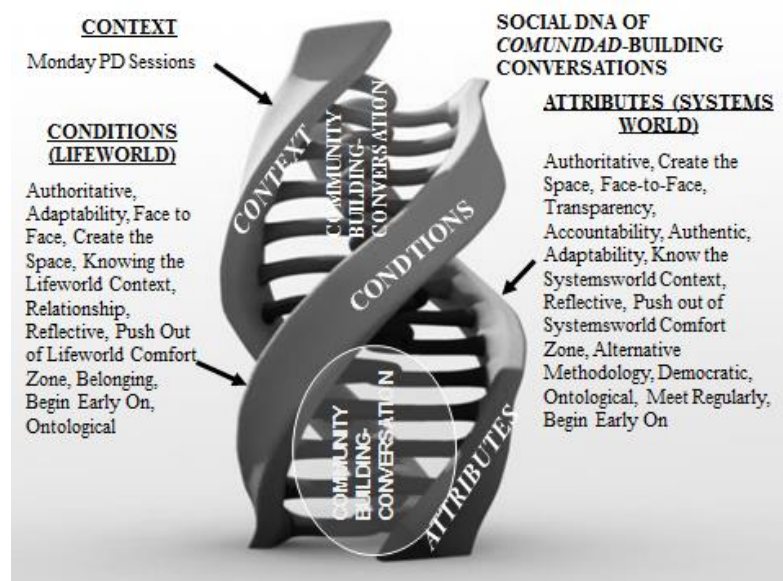 CONTEXT
Monday PD Sessions
CONDITIONS
(LIFEWORLD)
Authoritative,
Adaptability, Face to
Face, Create the
Space, Knowing the
Lifeworld Context,
Relationship,
Reflective, Push Out
of Lifeworld Comfort
Zone, Belonging,
Begin Early On,
Ontological
SOCIAL DNA OF
COMUNIDAD-BUILDING
CONVERSATIONS
ATTRIBUTES (SYSTEMS
WORLD)
Authoritative, Create the
Space, Face-to-Face,
Transparency,
Accountability, Authentic,
Adaptability, Know the
Systemsworld Context,
Reflective, Push out of
Systemsworld Comfort
Zone, Alternative
Methodology, Democratic,
Ontological, Meet Regularly,
Begin Early On
CONTEXT
COMMUNITY
BUILDING-
CONVERSATION
CONDTIONS
COMMUNITY
BUILDING-
CONVERSATION
ATTRIBUTES